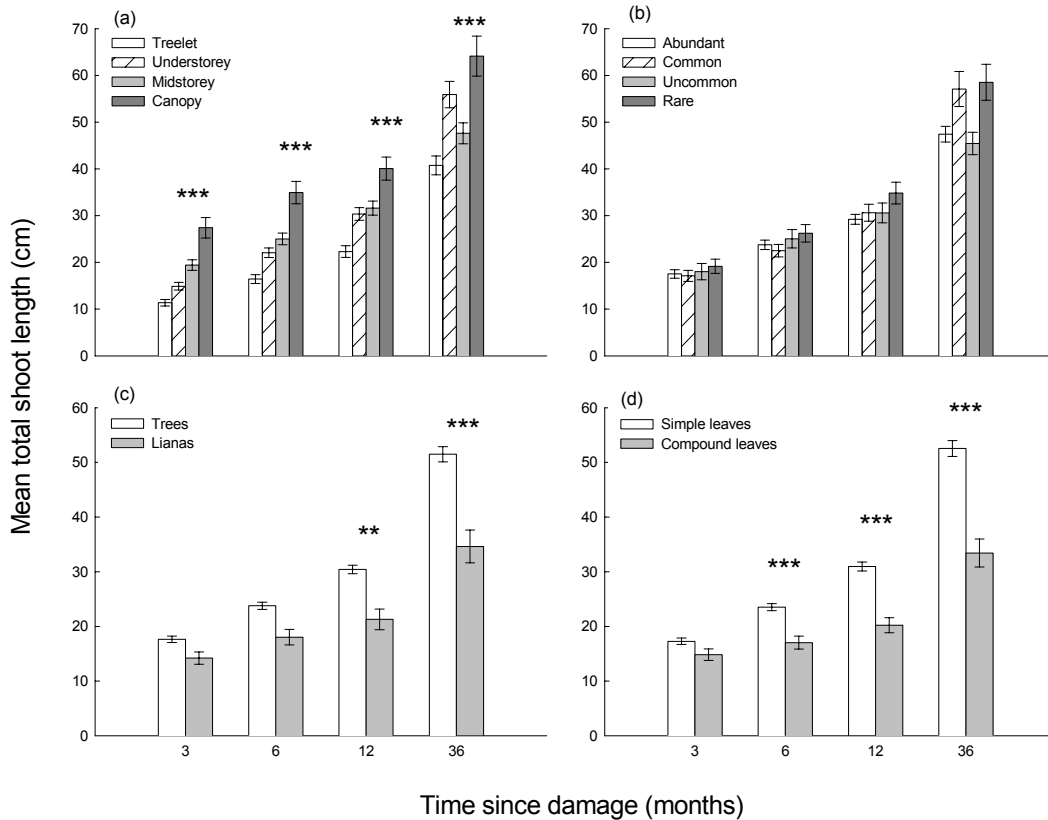 (a)
Treelet
Understorey
Midstorey
Canopy
***
***
***
***
70
60
50
40
30
20
10
0
(b)
Abundant
Common
Uncommon
Rare
70
60
50
40
30
20
10
0
Mean total shoot length (cm)
(c)
Trees
Lianas
**
***
60
50
40
30
20
10
0
3 6 12 36
(d)
Simple leaves
Compound leaves
***
***
***
60
50
40
30
20
10
0
3 6 12 36
Time since damage (months)